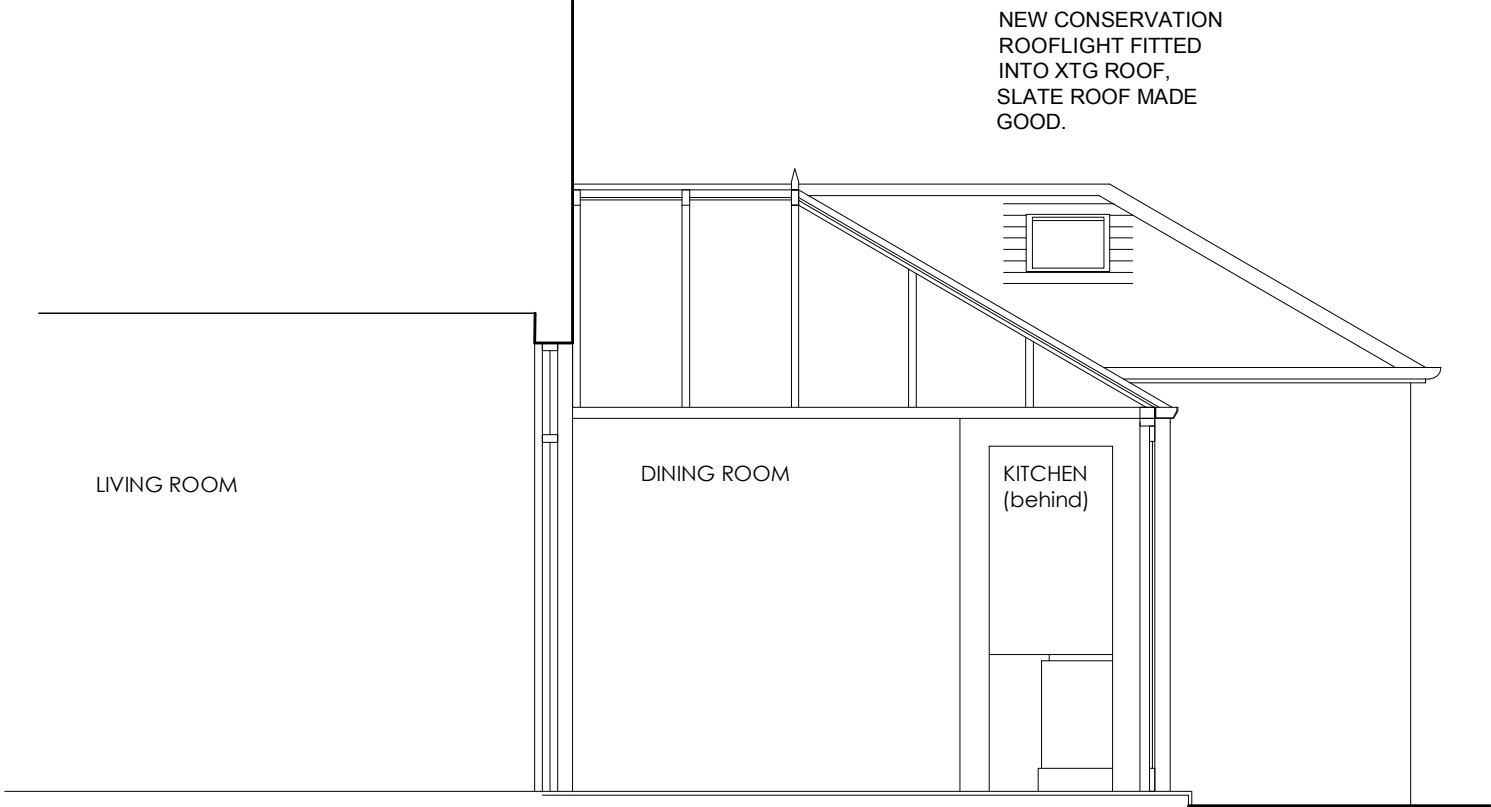 NEW CONSERVATION
ROOFLIGHT FITTED
INTO XTG ROOF,
SLATE ROOF MADE
GOOD.
LIVING ROOM
DINING ROOM
KITCHEN
(behind)